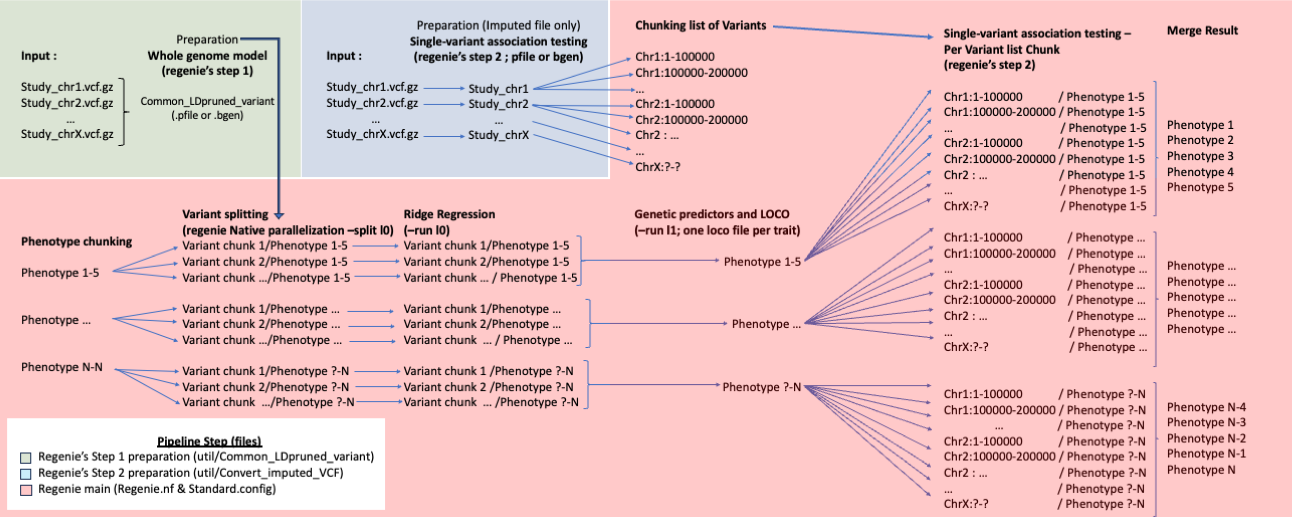 Preparation
Input :
Whole genome model
(regenie's step 1)
Study_chr1.vcf.gz
Study_chr2.vcf.gz
...
Study_chrX.vcf.gz
Common_LDpruned_variant
(.pfile or .bgen)
Preparation (Imputed file only)
Single-variant association testing
(regenie's step 2 ; pfile or bgen)
Input :
Study_chr1.vcf.gz
Study_chr2.vcf.gz
...
Study_chrX.vcf.gz
Study_chr1
Study_chr2
...
Study_chrX
Chunking list of Variants
Chr1:1-100000
Chr1:100000-200000
...
Chr2:1-100000
Chr2:100000-200000
Chr2 : ...
...
ChrX:?-?
Single-variant association testing –
Per Variant list Chunk
(regenie's step 2)
Merge Result
Chr1:1-100000 / Phenotype 1-5
Chr1:100000-200000 / Phenotype 1-5
... / Phenotype 1-5
Chr2:1-100000 / Phenotype 1-5
Chr2:100000-200000 / Phenotype 1-5
Chr2 : ... / Phenotype 1-5
... / Phenotype 1-5
ChrX:?-? / Phenotype 1-5
Phenotype 1
Phenotype 2
Phenotype 3
Phenotype 4
Phenotype 5
Phenotype chunking
Variant splitting
(regenie Native parallelization –split l0)
Ridge Regression
(–run l0)
Genetic predictors and LOCO
(–run l1; one loco file per trait)
Phenotype 1-5
Variant chunk 1/Phenotype 1-5
Variant chunk 2/Phenotype 1-5
Variant chunk .../Phenotype 1-5
Variant chunk 1/Phenotype 1-5
Variant chunk 2/Phenotype 1-5
Variant chunk ... / Phenotype 1-5
Phenotype 1-5
Chr1:1-100000 / Phenotype ...
Chr1:100000-200000 / Phenotype ...
... / Phenotype ...
Chr2:1-100000 / Phenotype ...
Chr2:100000-200000 / Phenotype ...
Chr2 : ... / Phenotype ...
... / Phenotype ...
ChrX:?-? / Phenotype ...
Phenotype ...
Phenotype ...
Phenotype ...
Phenotype ...
Phenotype ...
Phenotype ...
Variant chunk 1/Phenotype ...
Variant chunk 2/Phenotype ...
Variant chunk .../Phenotype ...
Variant chunk 1/Phenotype ...
Variant chunk 2/Phenotype ...
Variant chunk ... / Phenotype ...
Phenotype ...
Phenotype N-N
Variant chunk 1/Phenotype ?-N
Variant chunk 2/Phenotype ?-N
Variant chunk .../Phenotype ?-N
Variant chunk 1 /Phenotype ?-N
Variant chunk 2 /Phenotype ?-N
Variant chunk ... /Phenotype ?-N
Phenotype ?-N
Chr1:1-100000 / Phenotype ?-N
Chr1:100000-200000 / Phenotype ?-N
... / Phenotype ?-N
Chr2:1-100000 / Phenotype ?-N
Chr2:100000-200000 / Phenotype ?-N
Chr2 : ... / Phenotype ?-N
... / Phenotype ?-N
ChrX:?-? / Phenotype ?-N
Phenotype N-4
Phenotype N-3
Phenotype N-2
Phenotype N-1
Phenotype N
Pipeline Step (files)
Regenie's Step 1 preparation (util/Common_LDpruned_variant)
Regenie's Step 2 preparation (util/Convert_imputed_VCF)
Regenie main (Regenie.nf & Standard.config)